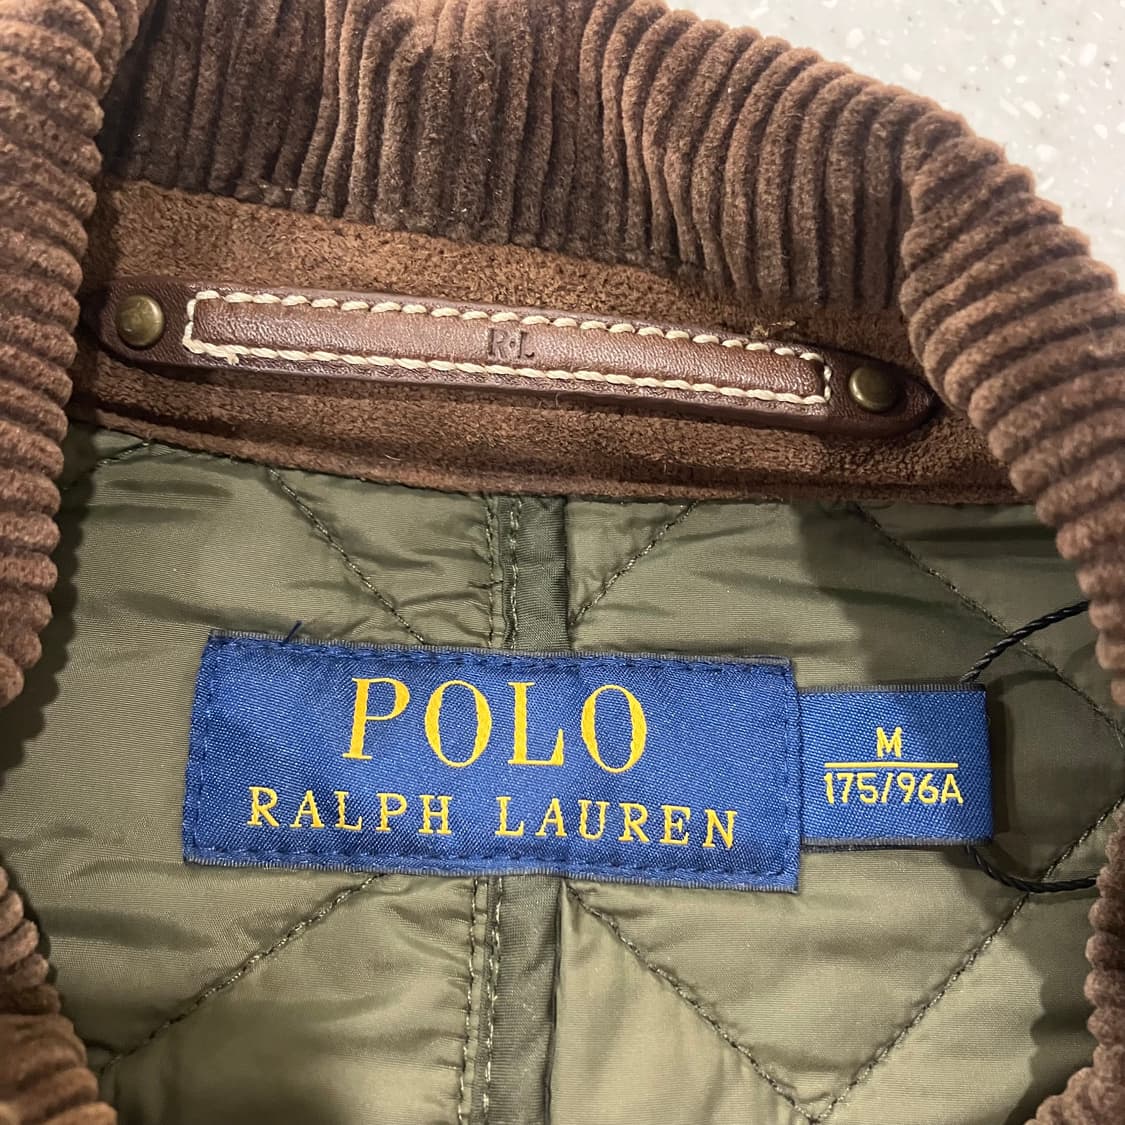 R·L
POLO
RALPH LAUREN
M
175/96A